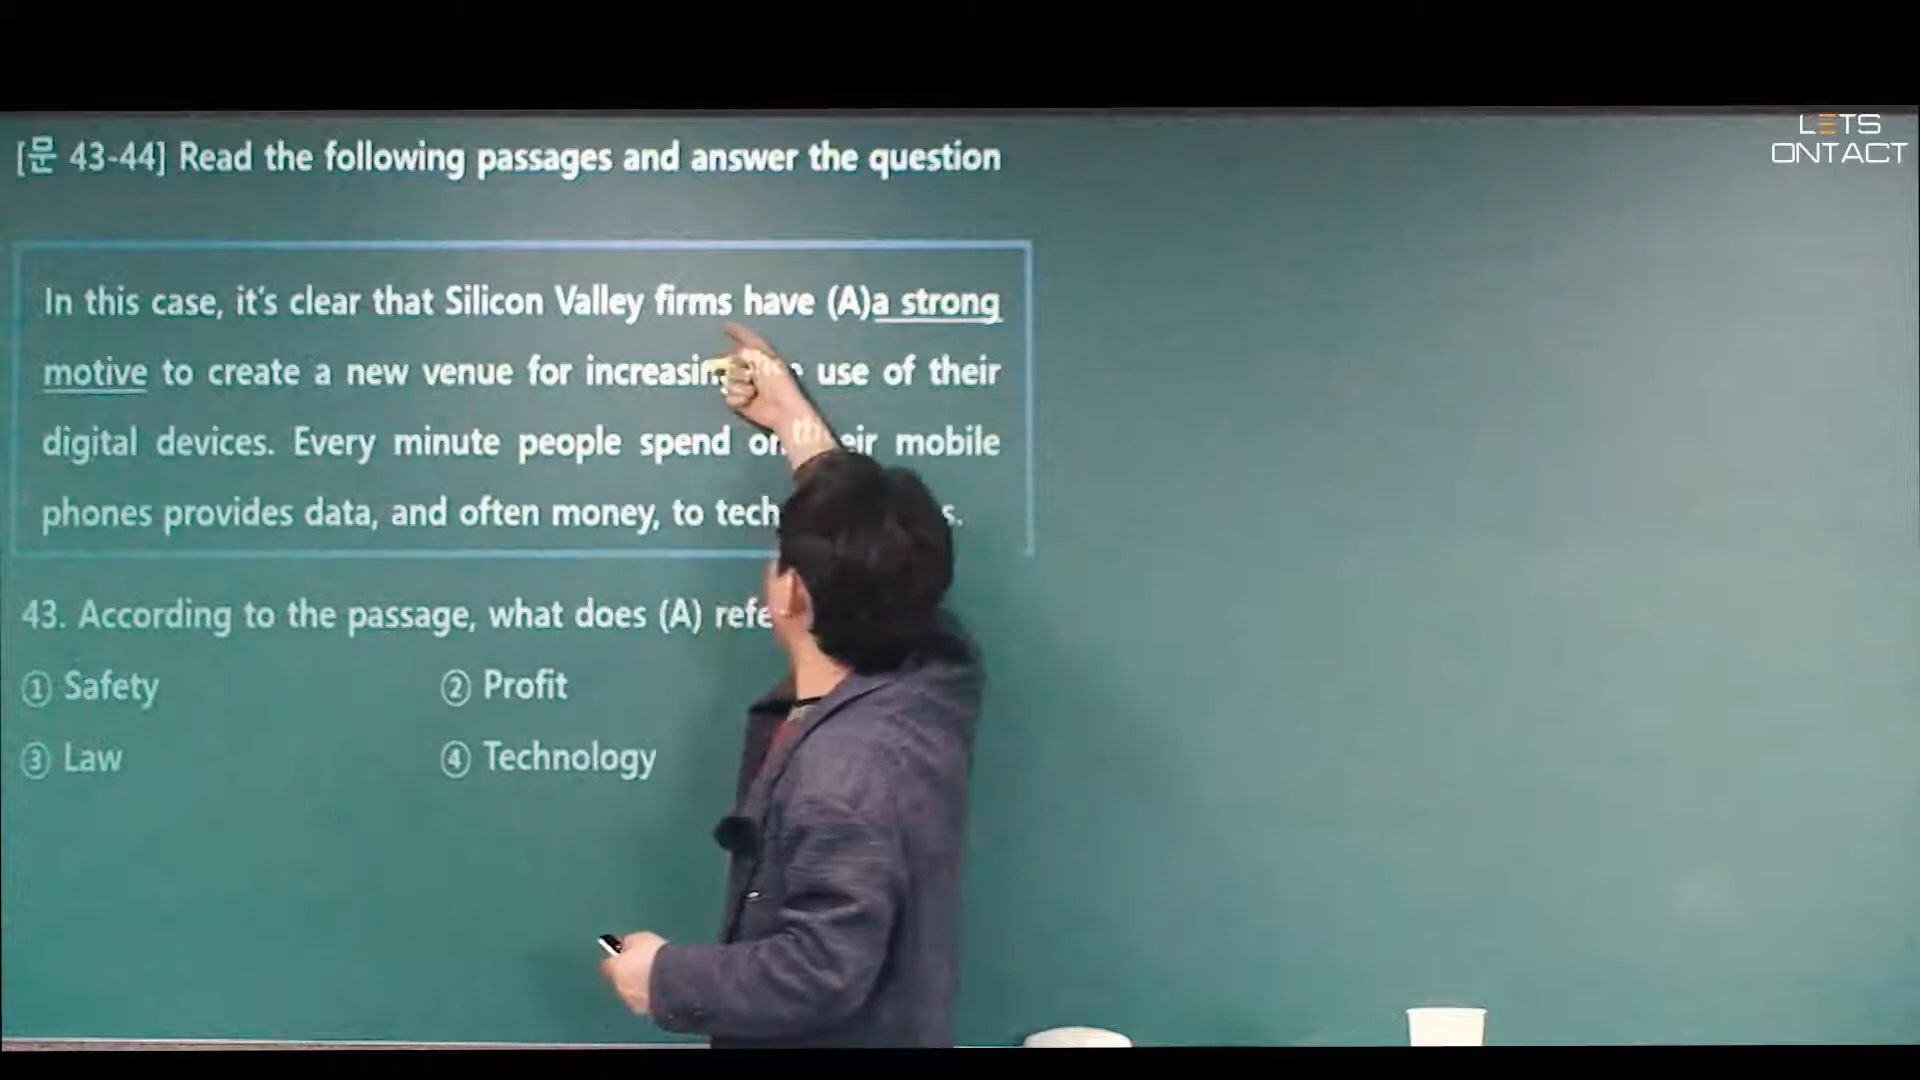 LETS
ONTACT
[문 43-44] Read the following passages and answer the question
In this case, it's clear that Silicon Valley firms have (A)a strong
motive to create a new venue for increasing use of their
digital devices. Every minute people spend on their mobile
phones provides data, and often money, to tech
43. According to the passage, what does (A)
① Safety ② Profit
③ Law ④ Technology